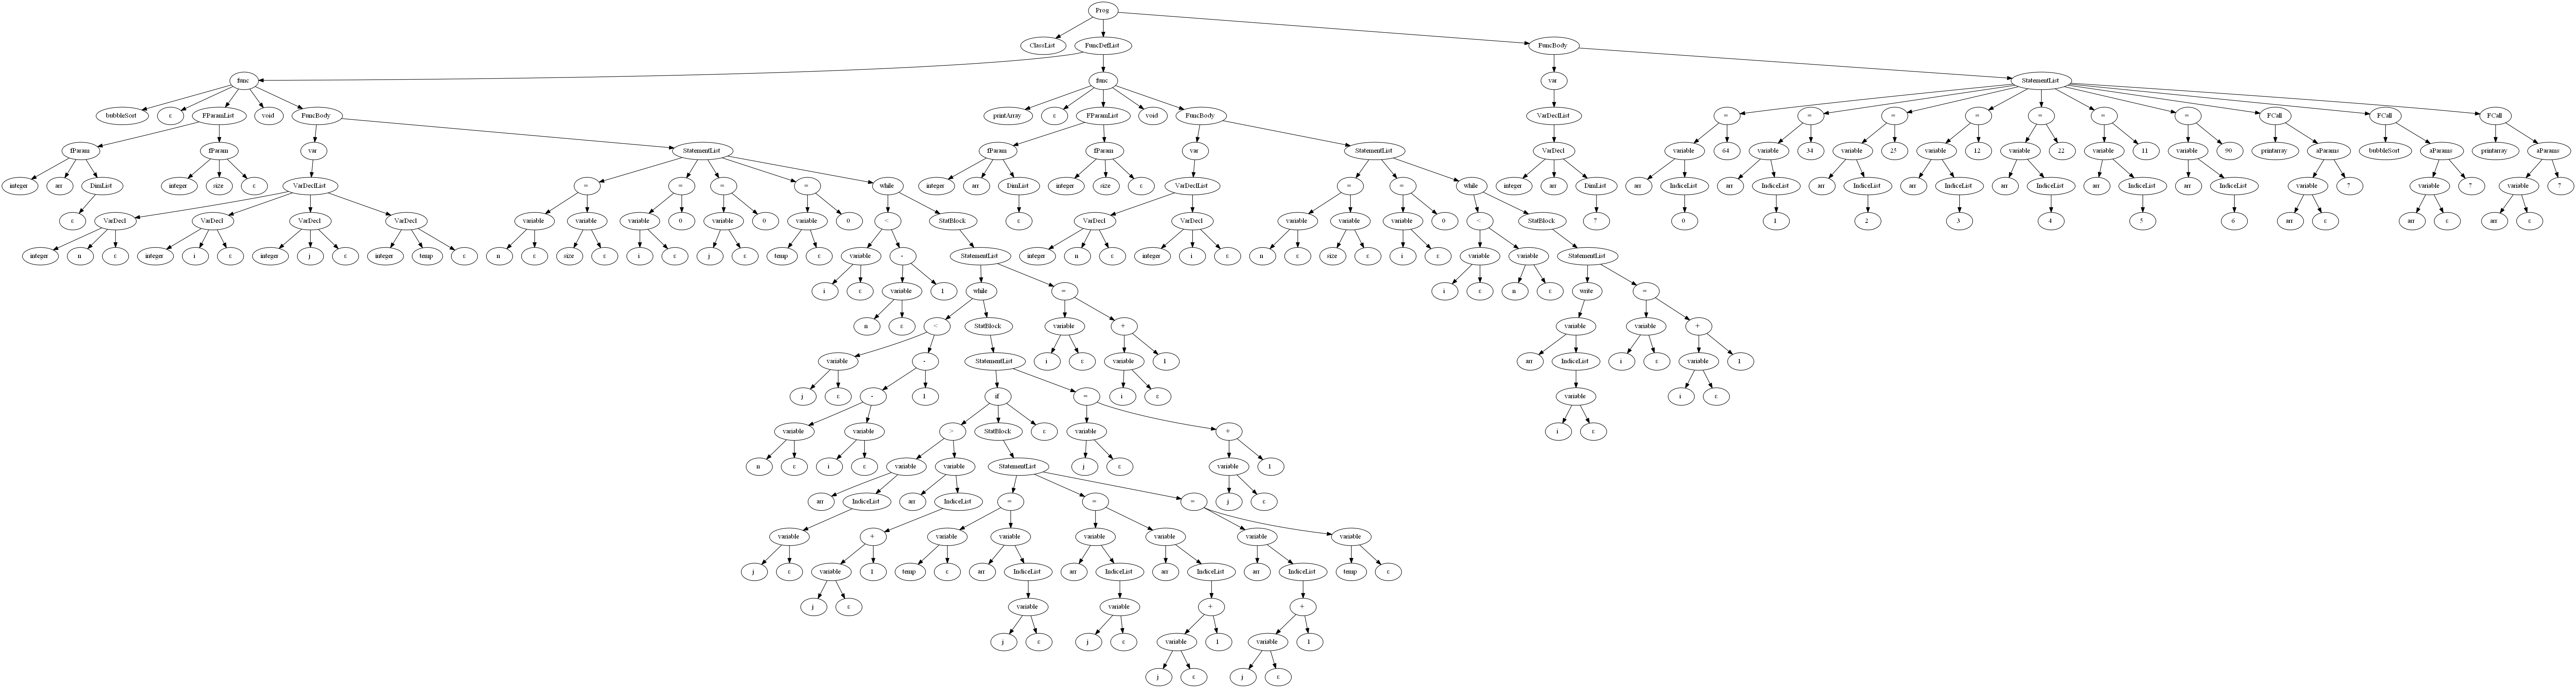 Prog
ClassList FuncDefList FuncBody
func func var StatementList
bubbleSort ε FParamList void FuncBody printArray ε FParamList void FuncBody VarDeclList = = = = = = = FCall FCall FCall
fParam fParam var StatementList fParam fParam var StatementList VarDecl variable 64 variable 34 variable 25 variable 12 variable 22 variable 11 variable 90 printarray aParams bubbleSort aParams printarray aParams
integer arr DimList integer size ε VarDeclList = = = = while integer arr DimList integer size ε VarDeclList = = while integer arr DimList arr IndiceList arr IndiceList arr IndiceList arr IndiceList arr IndiceList arr IndiceList arr IndiceList variable 7 variable 7 variable 7
ε VarDecl VarDecl VarDecl VarDecl variable variable variable 0 variable 0 variable 0 < StatBlock ε VarDecl VarDecl variable variable variable 0 < StatBlock 7 0 1 2 3 4 5 6 arr ε arr ε arr ε
integer n ε integer i ε integer j ε integer temp ε n ε size ε i ε j ε temp ε variable - StatementList integer n ε integer i ε n ε size ε i ε variable variable StatementList
i ε variable 1 while = i ε n ε write =
n ε < StatBlock variable + variable variable +
variable - StatementList i ε variable 1 arr IndiceList i ε variable 1
j ε - 1 if = i ε variable i ε
variable variable > StatBlock ε variable + i ε
n ε i ε variable variable StatementList j ε variable 1
arr IndiceList arr IndiceList = = = j ε
variable + variable variable variable variable variable variable
j ε variable 1 temp ε arr IndiceList arr IndiceList arr IndiceList arr IndiceList temp ε
j ε variable variable + +
j ε j ε variable 1 variable 1
j ε j ε